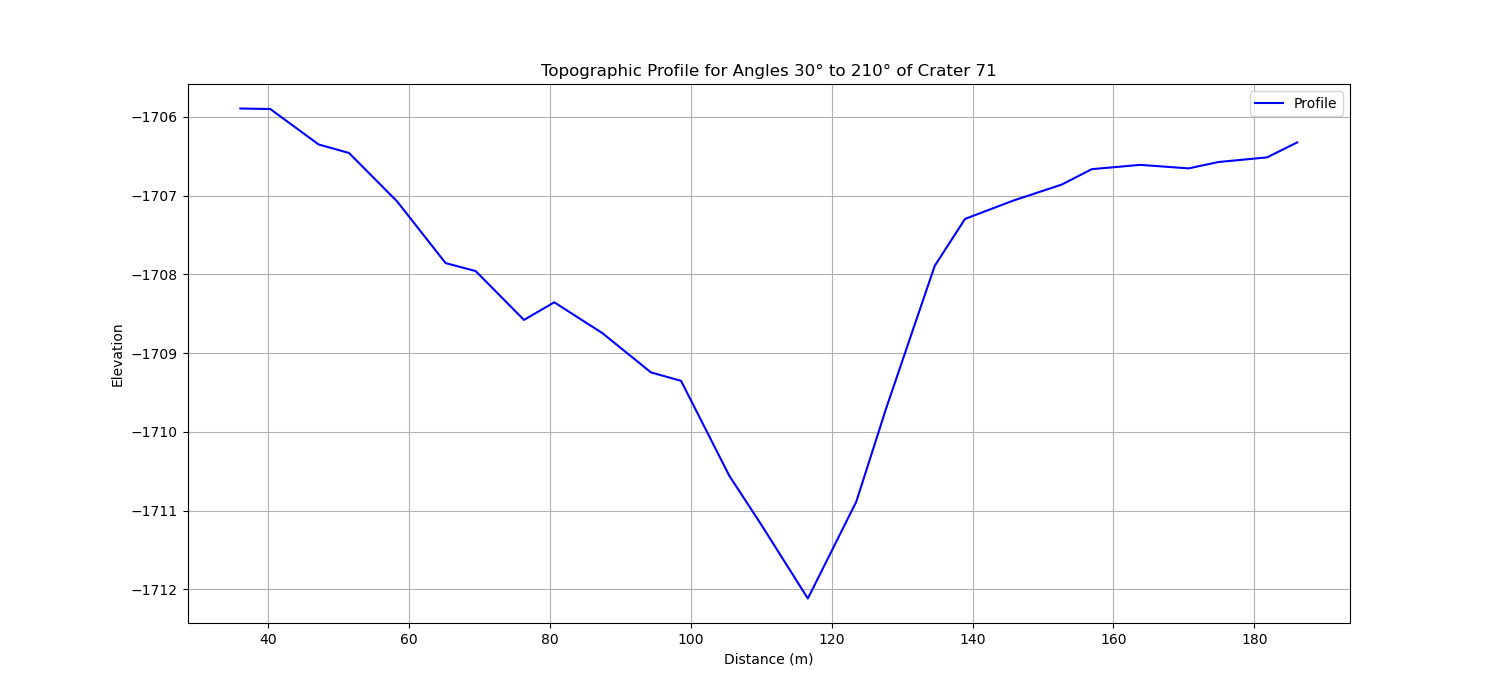 Topographic Profile for Angles 30° to 210° of Crater 71
Profile
−1706
−1707
−1708
−1709
−1710
−1711
−1712
Elevation
40 60 80 100 120 140 160 180
Distance (m)